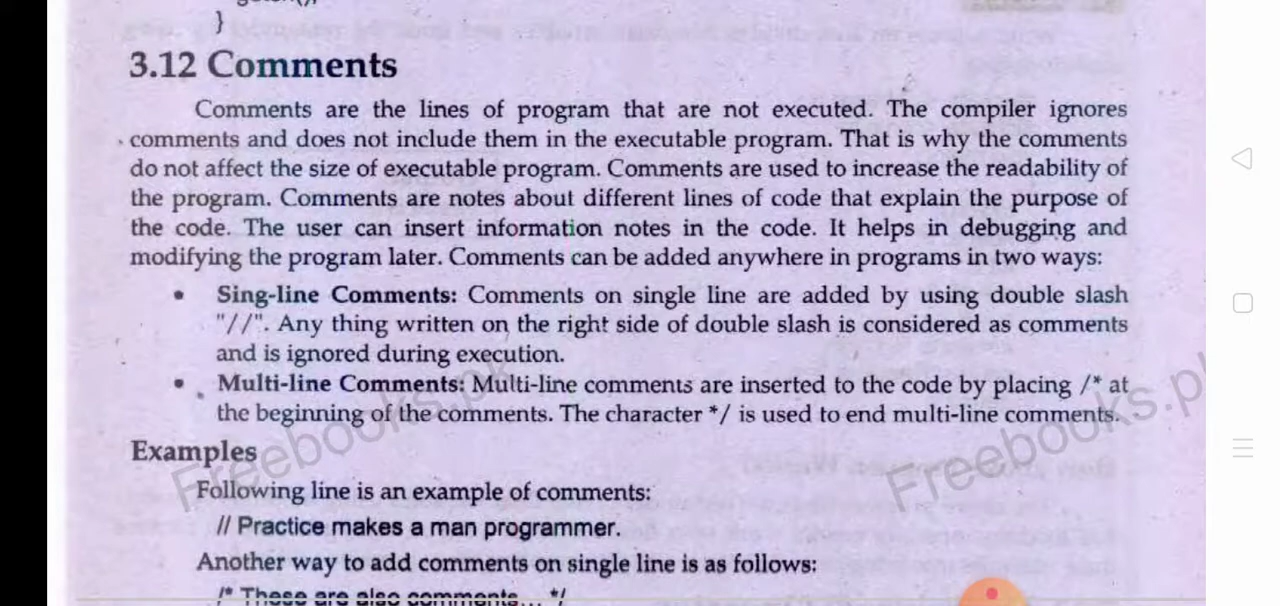 }
3.12 Comments
Comments are the lines of program that are not executed. The compiler ignores
comments and does not include them in the executable program. That is why the comments
do not affect the size of executable program. Comments are used to increase the readability of
the program. Comments are notes about different lines of code that explain the purpose of
the code. The user can insert information notes in the code. It helps in debugging and
modifying the program later. Comments can be added anywhere in programs in two ways:
• Sing-line Comments: Comments on single line are added by using double slash
"//". Any thing written on the right side of double slash is considered as comments
and is ignored during execution.
• Multi-line Comments: Multi-line comments are inserted to the code by placing /* at
the beginning of the comments. The character */ is used to end multi-line comments.
Examples
Following line is an example of comments:
// Practice makes a man programmer.
Another way to add comments on single line is as follows:
/* These are also comments... */
Freebooks.pk
Freebooks.pk